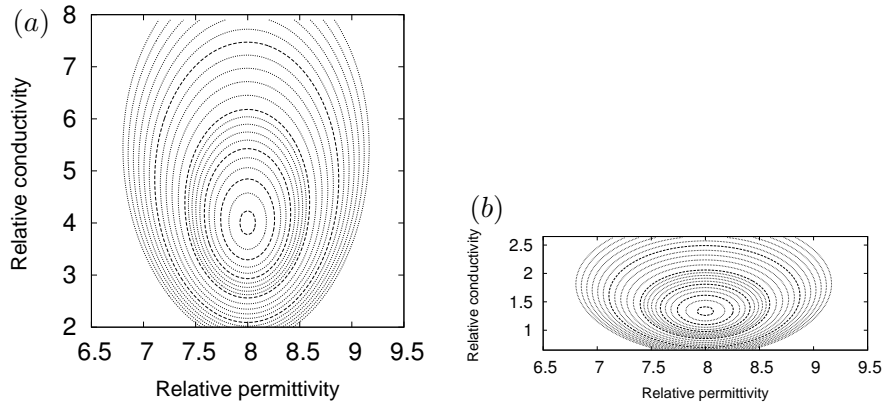 (a)
8
7
6
5
4
3
2
Relative conductivity
6.5 7 7.5 8 8.5 9 9.5
Relative permittivity
(b)
2.5
2
1.5
1
Relative conductivity
6.5 7 7.5 8 8.5 9 9.5
Relative permittivity